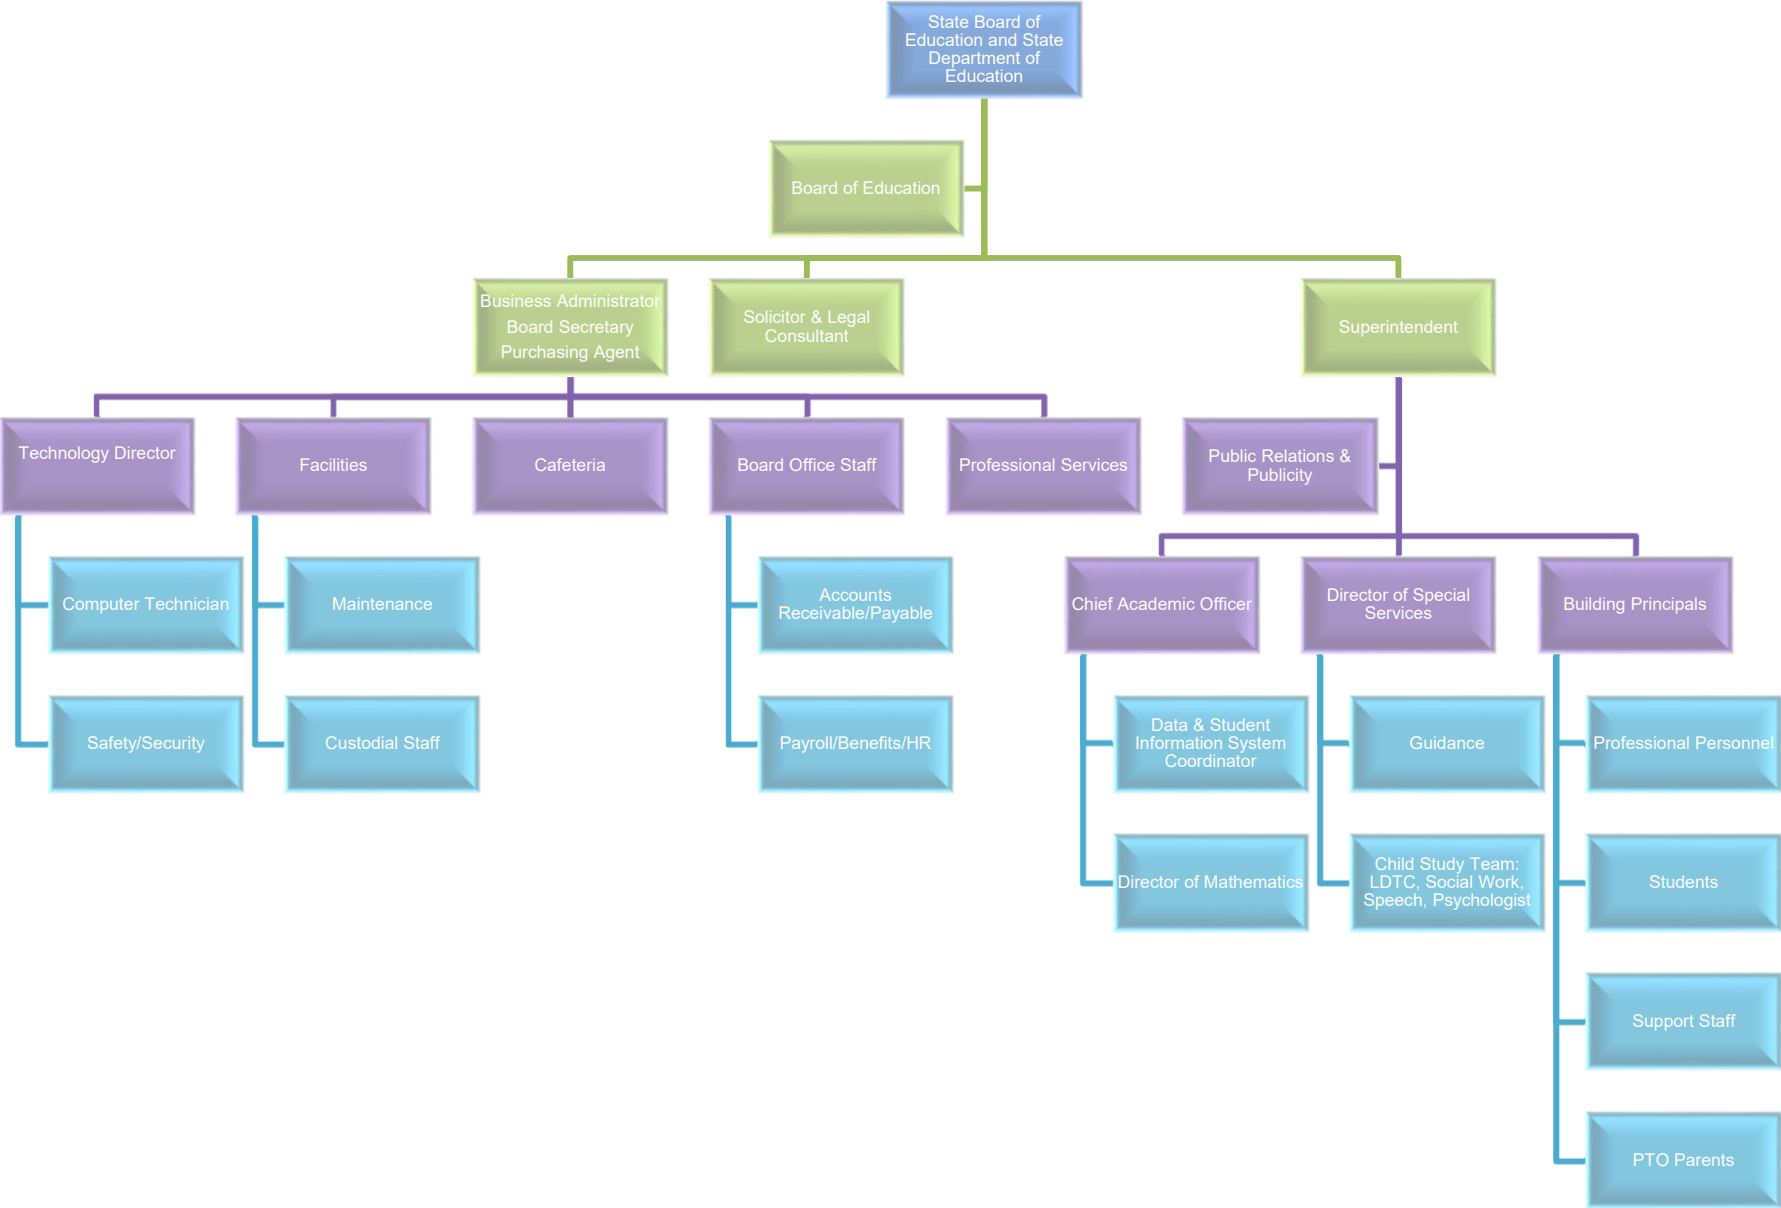 State Board of
Education and State
Department of
Education
Board of Education
Business Administrator
Board Secretary
Purchasing Agent
Solicitor & Legal
Consultant
Superintendent
Technology Director
Facilities
Cafeteria
Board Office Staff
Professional Services
Public Relations &
Publicity
Computer Technician
Maintenance
Accounts
Receivable/Payable
Chief Academic Officer
Director of Special
Services
Building Principals
Safety/Security
Custodial Staff
Payroll/Benefits/HR
Data & Student
Information System
Coordinator
Guidance
Professional Personnel
Director of Mathematics
Child Study Team:
LDTC, Social Work,
Speech, Psychologist
Students
Support Staff
PTO Parents